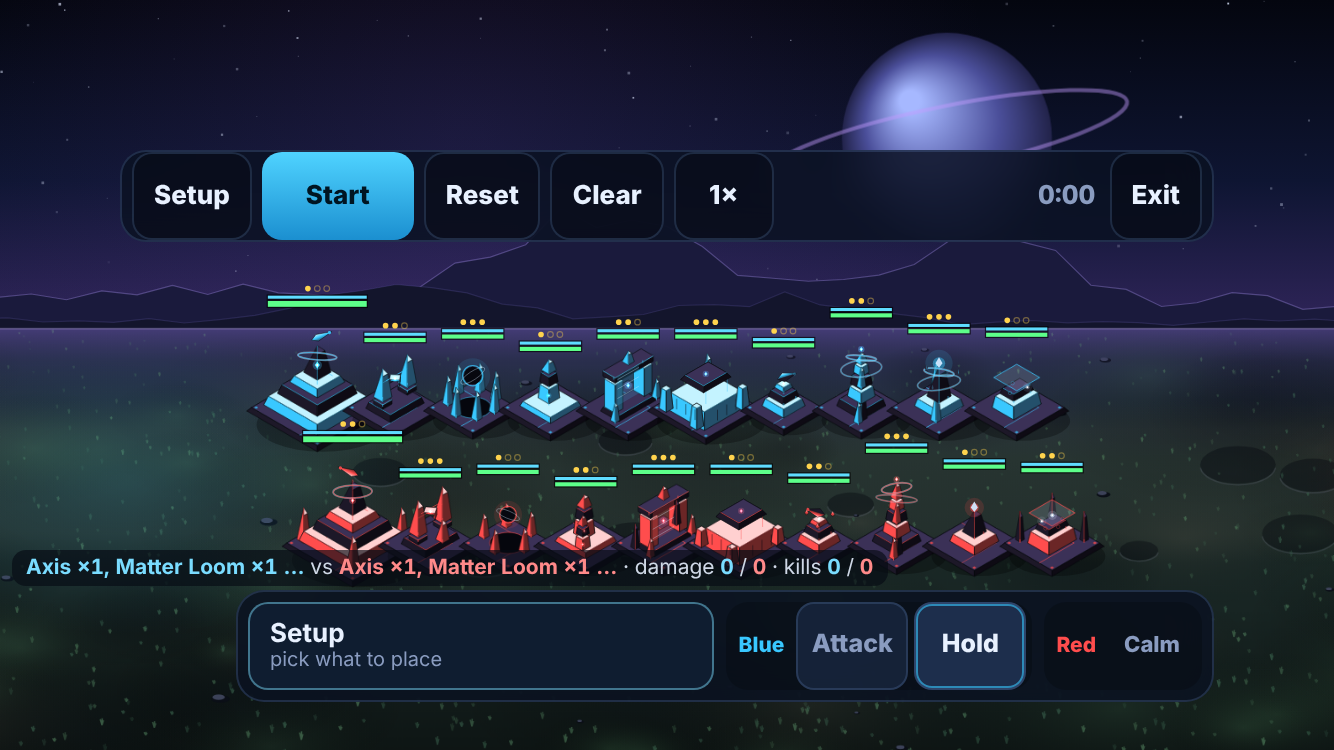 Setup
Start
Reset
Clear
1×
0:00
Exit
Axis ×1, Matter Loom ×1 ... vs Axis ×1, Matter Loom ×1 ... · damage 0 / 0 · kills 0 / 0
Setup
pick what to place
Blue
Attack
Hold
Red
Calm